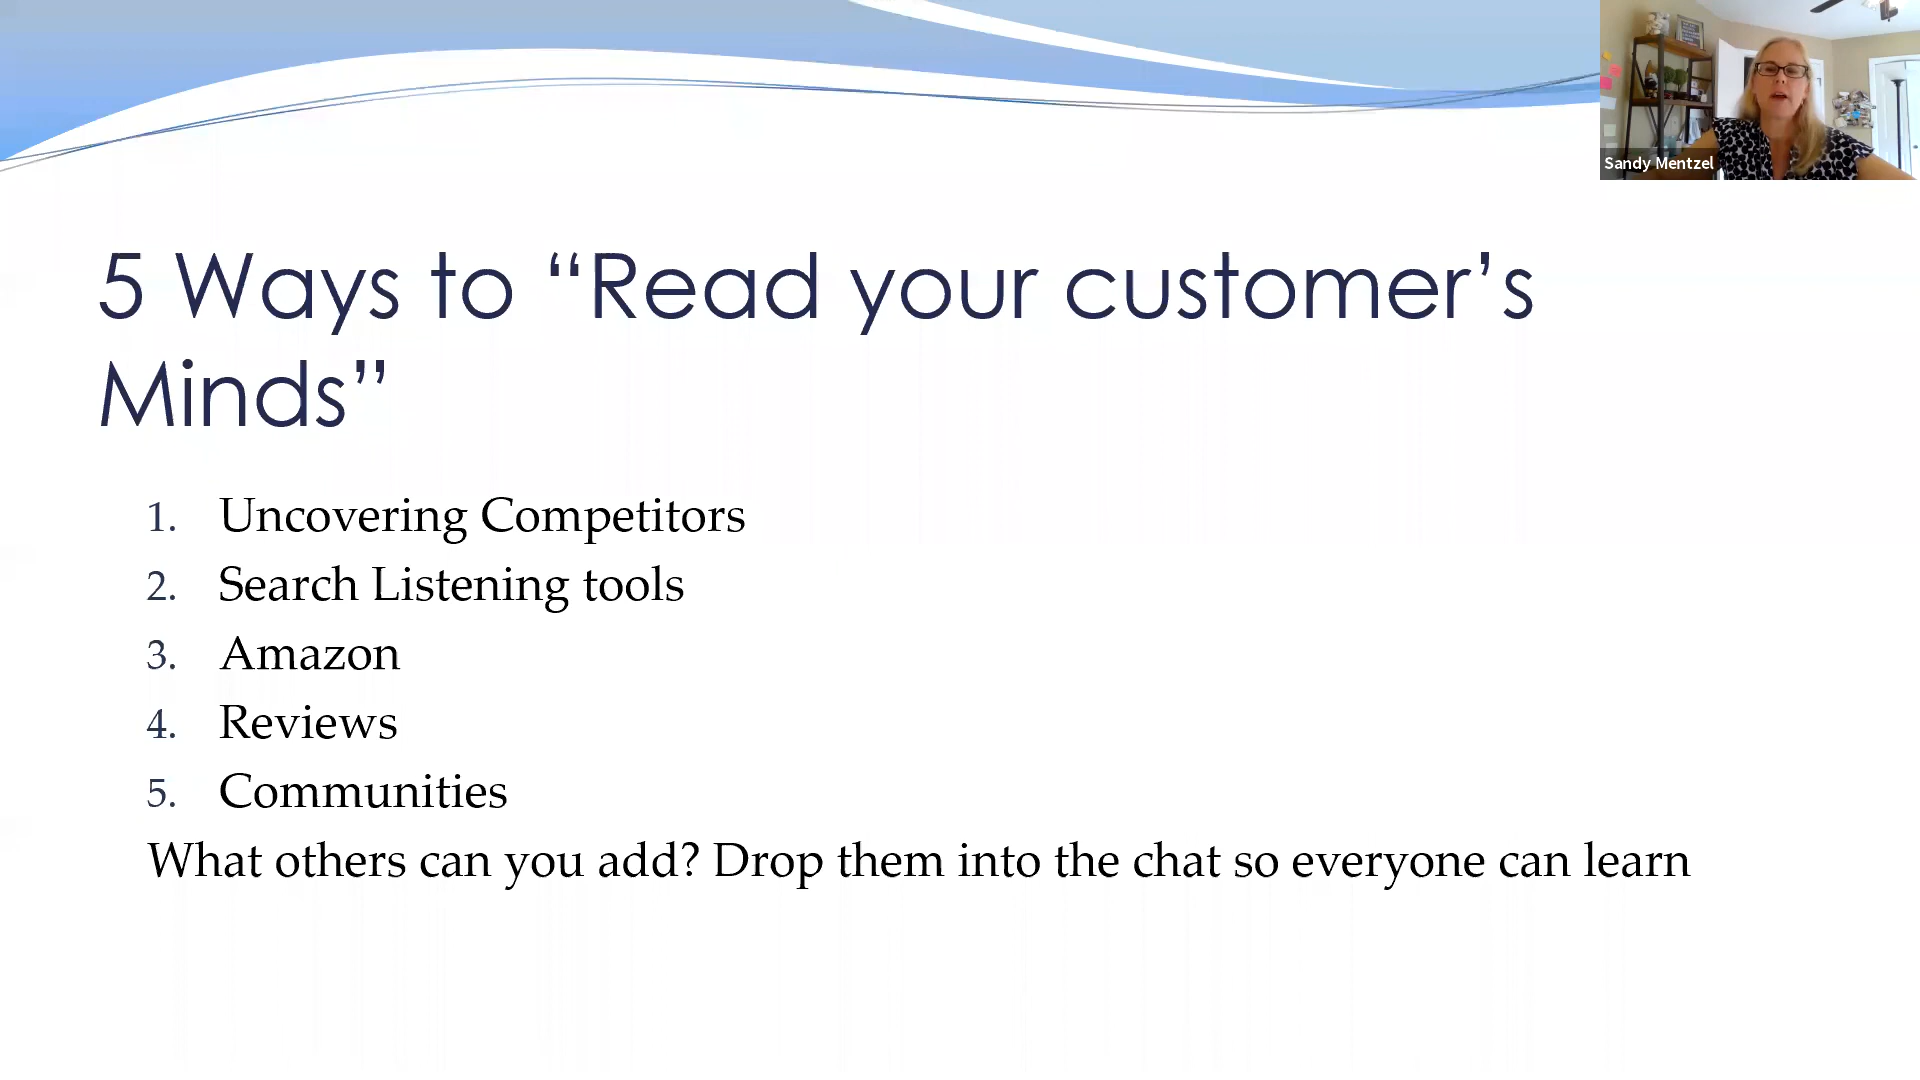 Sandy Mentzel
5 Ways to “Read your customer’s
Minds”
1. Uncovering Competitors
2. Search Listening tools
3. Amazon
4. Reviews
5. Communities
What others can you add? Drop them into the chat so everyone can learn